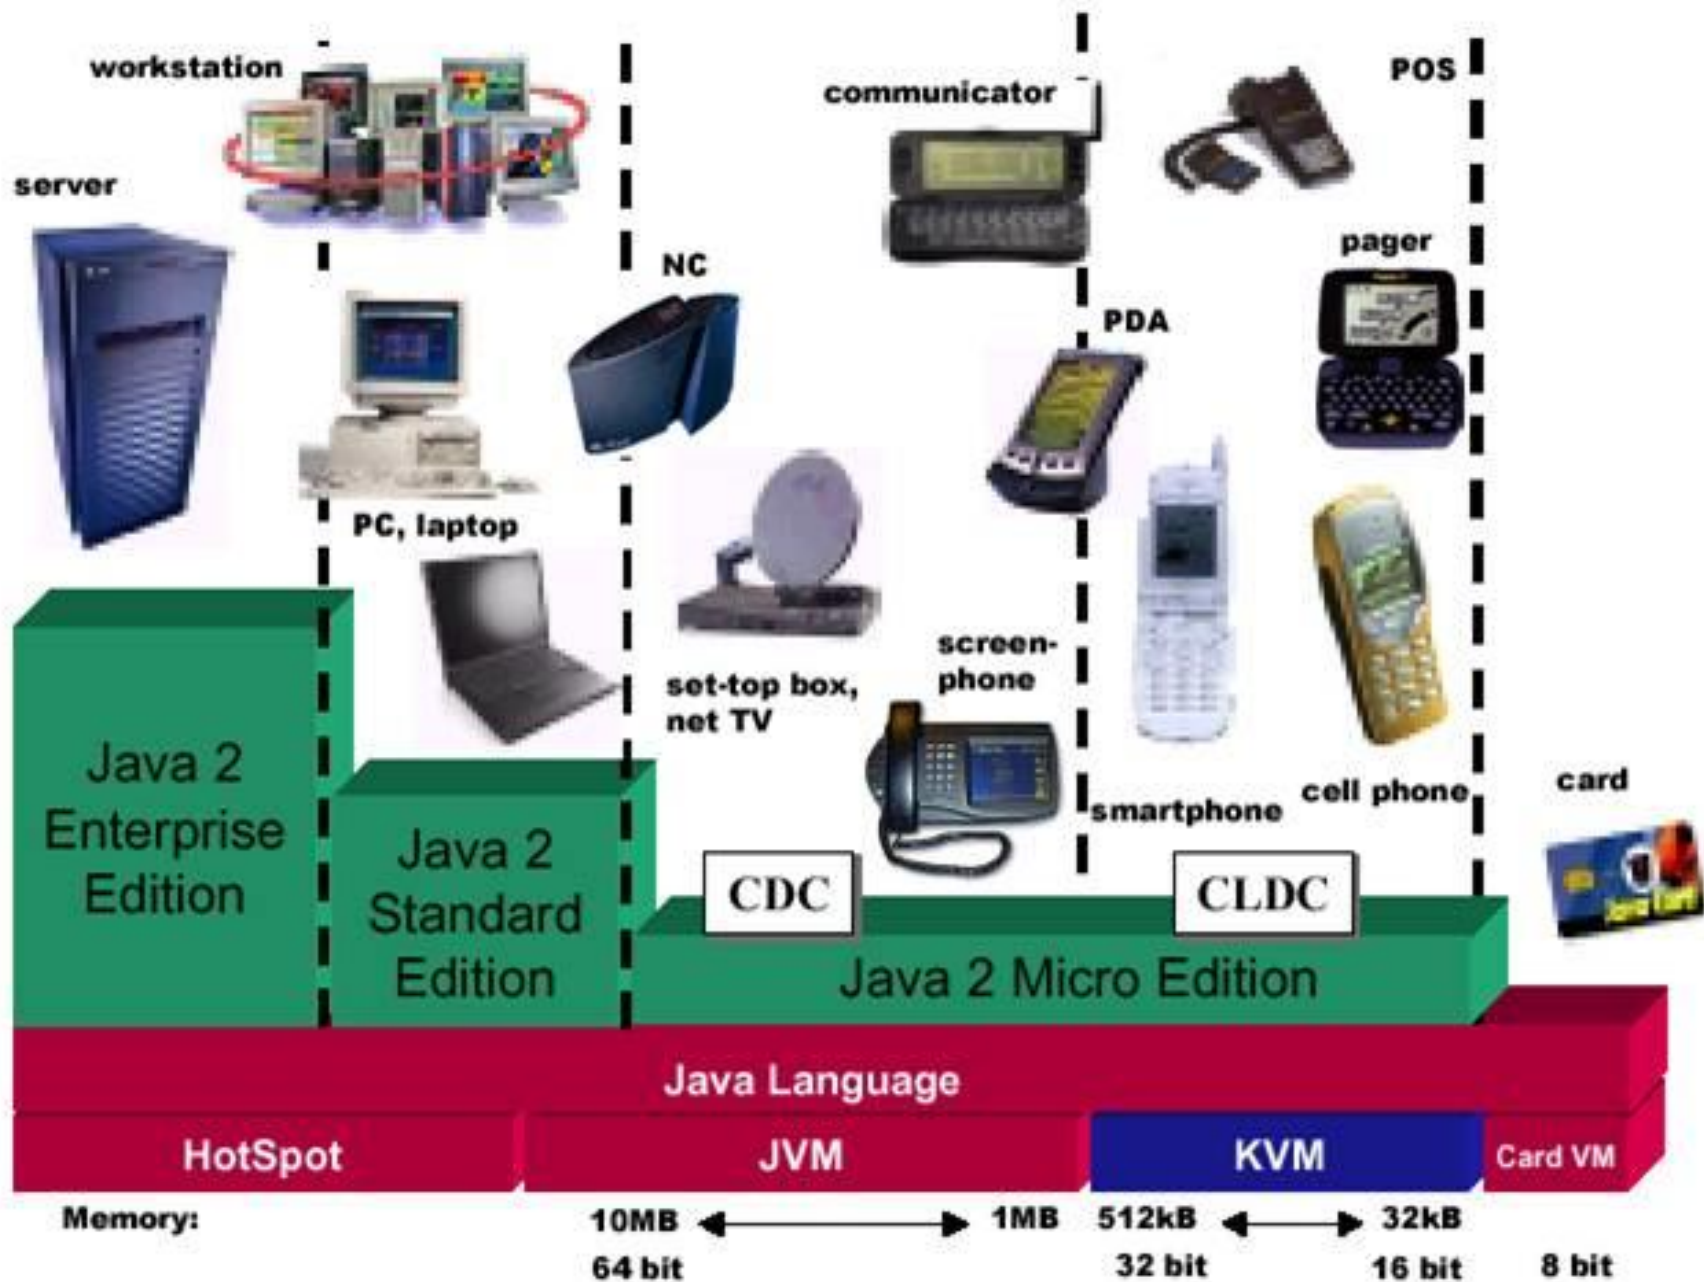 workstation
server
communicator
POS
NC
pager
PDA
PC, laptop
set-top box,
net TV
screen-
phone
smartphone
cell phone
card
Java 2
Enterprise
Edition
Java 2
Standard
Edition
CDC
CLDC
Java 2 Micro Edition
Java Card
Java Language
HotSpot
JVM
KVM
Card VM
Memory:
10MB
1MB
512kB
32kB
64 bit
32 bit
16 bit
8 bit